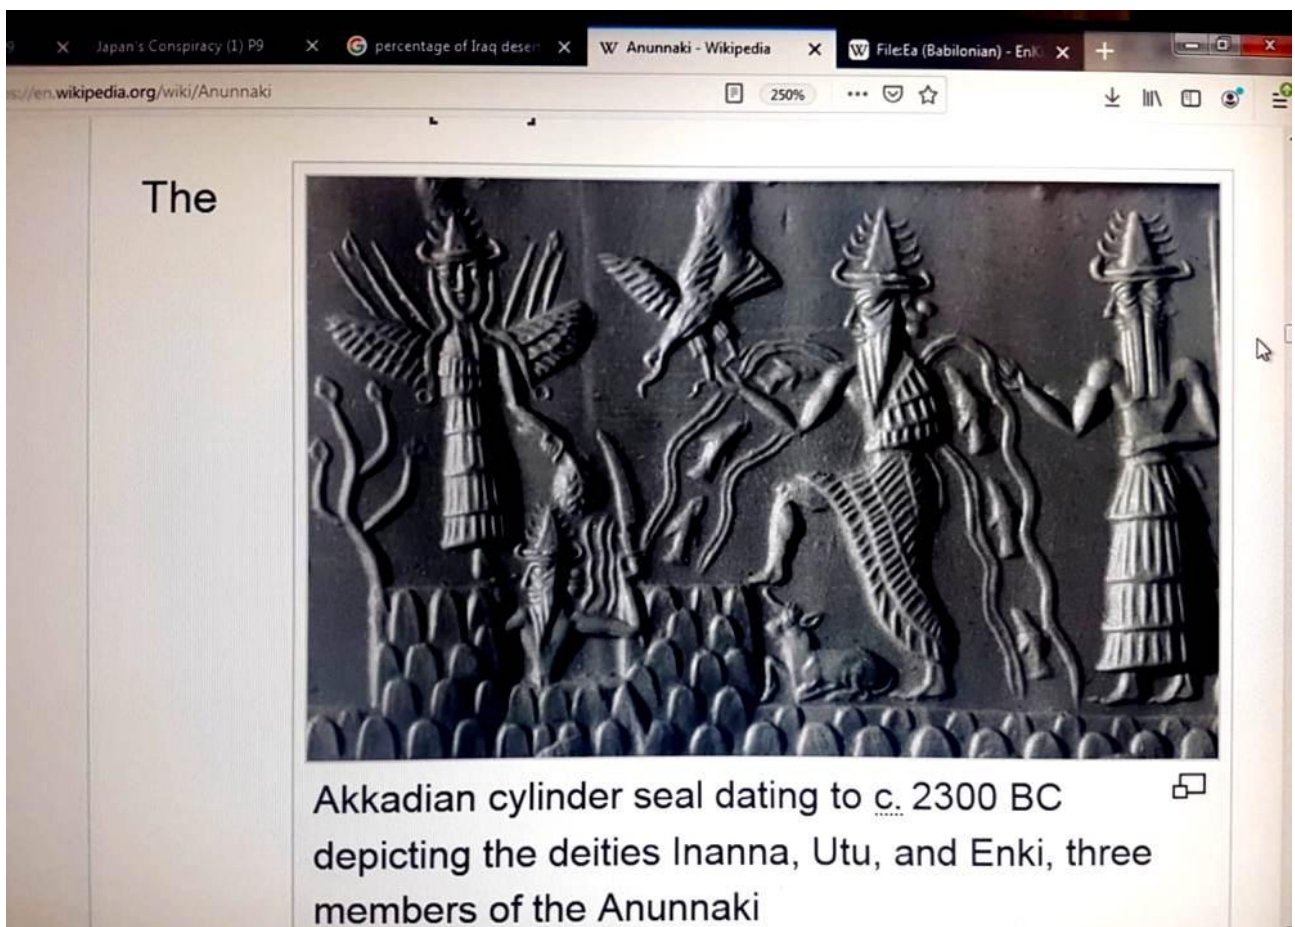 Japan's Conspiracy (1) P9
percentage of Iraq deser
Anunnaki - Wikipedia
File:Ea (Babilonian) - EnK
en.wikipedia.org/wiki/Anunnaki
250%
The
Akkadian cylinder seal dating to c. 2300 BC
depicting the deities Inanna, Utu, and Enki, three
members of the Anunnaki